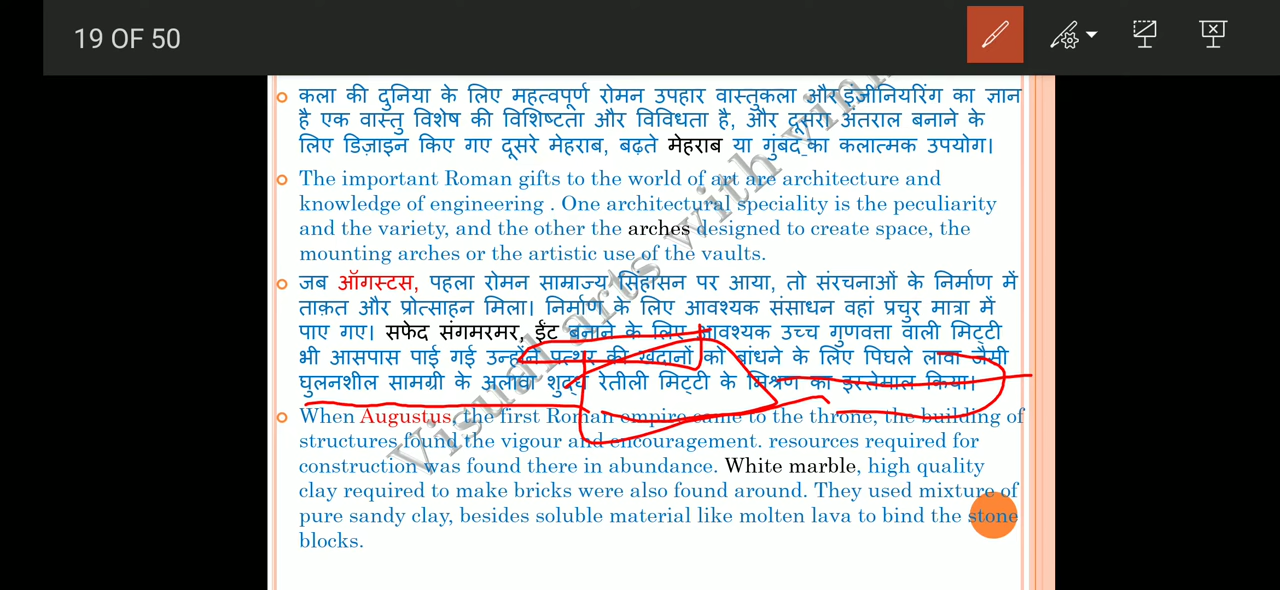 19 OF 50
कला की दुनिया के लिए महत्वपूर्ण रोमन उपहार वास्तुकला और इंजीनियरिंग का ज्ञान
है एक वास्तु विशेष की विशिष्टता और विविधता है, और दूसरा अंतराल बनाने के
लिए डिज़ाइन किए गए दूसरे मेहराब, बढ़ते मेहराब या गुंबद का कलात्मक उपयोग।
The important Roman gifts to the world of art are architecture and
knowledge of engineering . One architectural speciality is the peculiarity
and the variety, and the other the arches designed to create space, the
mounting arches or the artistic use of the vaults.
जब ऑगस्टस, पहला रोमन साम्राज्य सिंहासन पर आया, तो संरचनाओं के निर्माण में
ताक़त और प्रोत्साहन मिला। निर्माण के लिए आवश्यक संसाधन वहां प्रचुर मात्रा में
पाए गए। सफेद संगमरमर, ईंट बनाने के लिए आवश्यक उच्च गुणवत्ता वाली मिट्टी
भी आसपास पाई गई उन्होंने पत्थर की खदानों को बांधने के लिए पिघले लावा जैसी
घुलनशील सामग्री के अलावा शुद्ध रेतीली मिट्टी के मिश्रण का इस्तेमाल किया।
When Augustus, the first Roman empire came to the throne, the building of
structures found the vigour and encouragement. resources required for
construction was found there in abundance. White marble, high quality
clay required to make bricks were also found around. They used mixture of
pure sandy clay, besides soluble material like molten lava to bind the stone
blocks.
Visual arts with